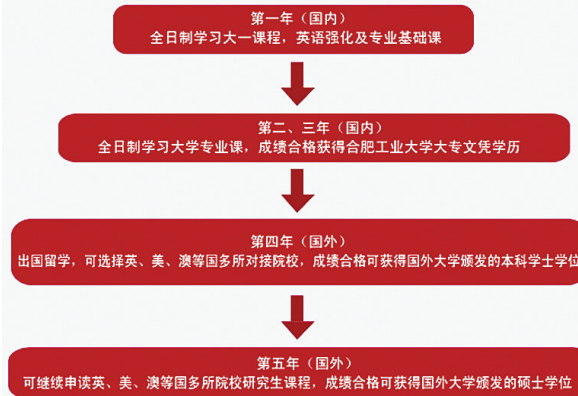 第一年（国内）
全日制学习大一课程，英语强化及专业基础课
第二、三年（国内）
全日制学习大学专业课，成绩合格获得合肥工业大学大专文凭学历
第四年（国外）
出国留学，可选择英、美、澳等国多所对接院校，成绩合格可获得国外大学颁发的本科学士学位
第五年（国外）
可继续申读英、美、澳等国多所院校研究生课程，成绩合格可获得国外大学颁发的硕士学位